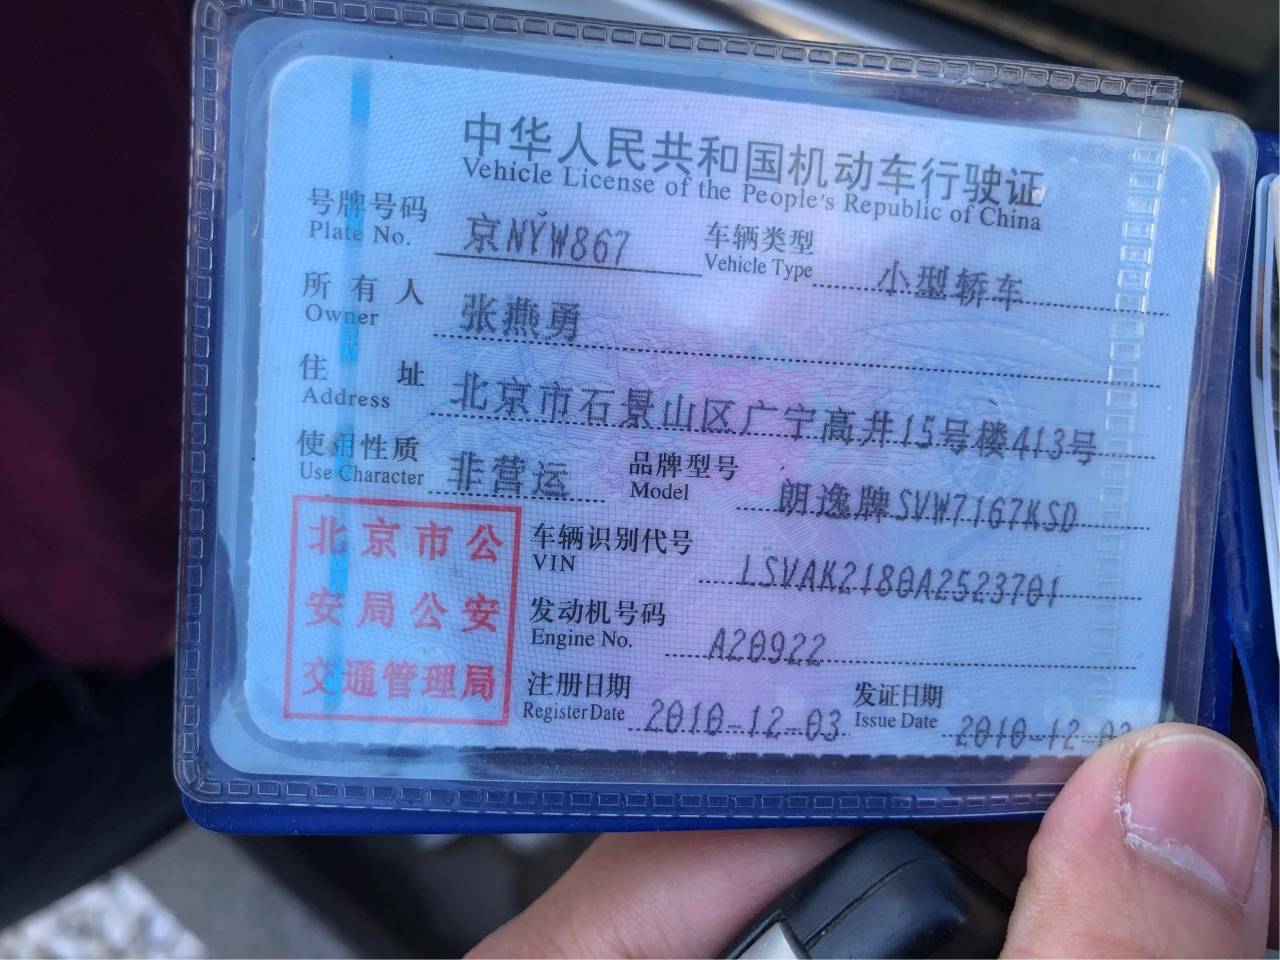 中华人民共和国机动车行驶证
Vehicle License of the People's Republic of China
号牌号码 京NYW867 车辆类型 小型轿车
Plate No. Vehicle Type
所有人 张燕勇
Owner
住址 北京市石景山区广宁高井15号楼413号
Address
使用性质 非营运 品牌型号 朗逸牌SVW7167KSD
Use Character Model
北京市公
安局公安
交通管理局
车辆识别代号 LSVAK2180A2523701
VIN
发动机号码 A20922
Engine No.
注册日期 2010-12-03 发证日期 2010-12-03
Register Date Issue Date